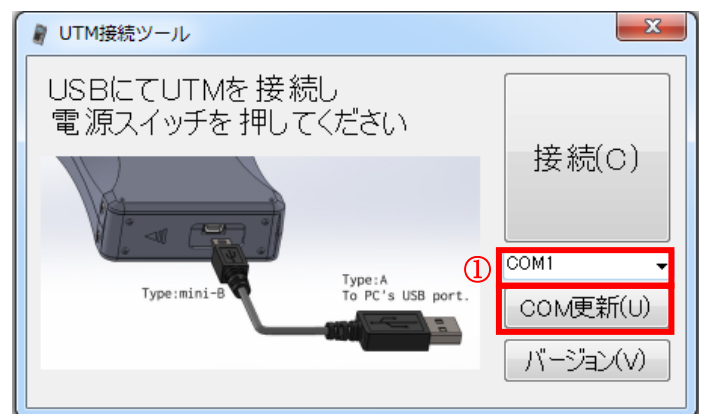 UTM接続ツール
USBにてUTMを接続し
電源スイッチを押してください
接続(C)
①
COM1
COM更新(U)
バージョン(V)
Type:mini-B
Type:A
To PC's USB port.